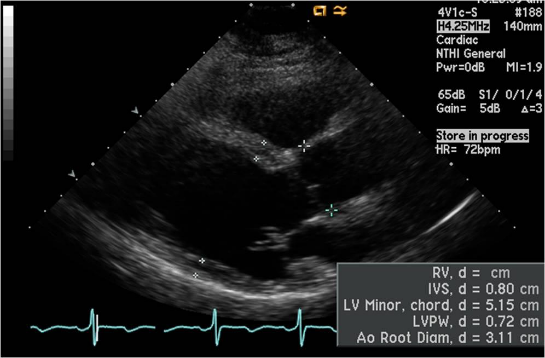 4V1c-S #188
H4.25MHz 140mm
Cardiac
NTHI General
Pwr=0dB MI=1.9
65dB S1/ 0/1/4
Gain= 5dB Δ=3
Store in progress
HR= 72bpm
RV, d = cm
IVS, d = 0.80 cm
LV Minor, chord, d = 5.15 cm
LVPW, d = 0.72 cm
Ao Root Diam, d = 3.11 cm